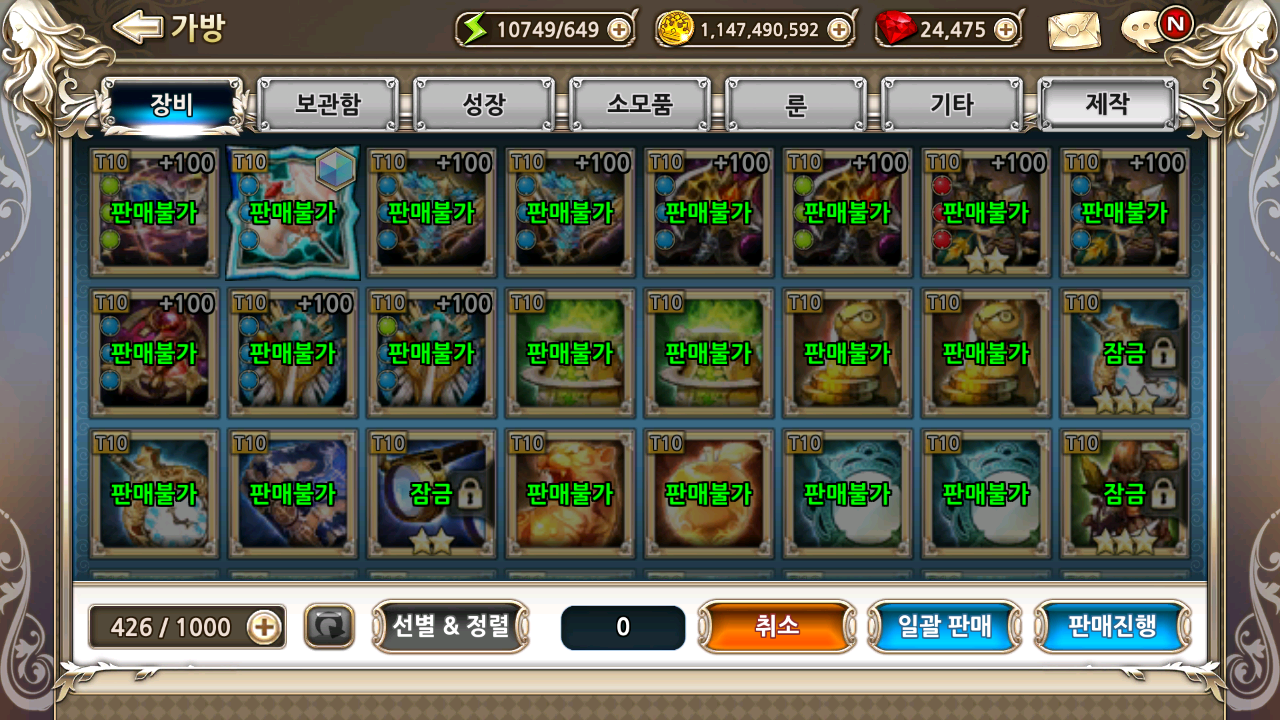 가방 10749/649 1,147,490,592 24,475 N
장비 보관함 성장 소모품 룬 기타 제작
T10 +100 T10 T10 +100 T10 +100 T10 +100 T10 +100 T10 +100 T10 +100
판매불가 판매불가 판매불가 판매불가 판매불가 판매불가 판매불가 판매불가
T10 +100 T10 +100 T10 +100 T10 T10 T10 T10 T10
판매불가 판매불가 판매불가 판매불가 판매불가 판매불가 판매불가 잠금
T10 T10 T10 T10 T10 T10 T10 T10
판매불가 판매불가 잠금 판매불가 판매불가 판매불가 판매불가 잠금
426 / 1000 선별 & 정렬 0 취소 일괄 판매 판매진행